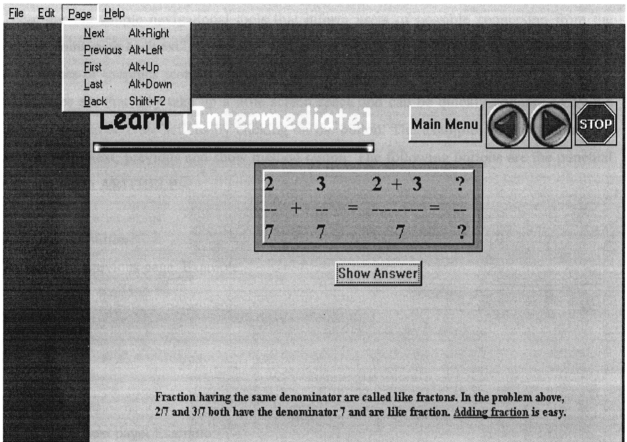 File Edit Page Help
Next Alt+Right
Previous Alt+Left
First Alt+Up
Last Alt+Down
Back Shift+F2
Learn [Intermediate]
Main Menu
STOP
2 3 2 + 3 ?
-- + -- = -------- = --
7 7 7 ?
Show Answer
Fraction having the same denominator are called like fractons. In the problem above,
2/7 and 3/7 both have the denominator 7 and are like fraction. Adding fraction is easy.